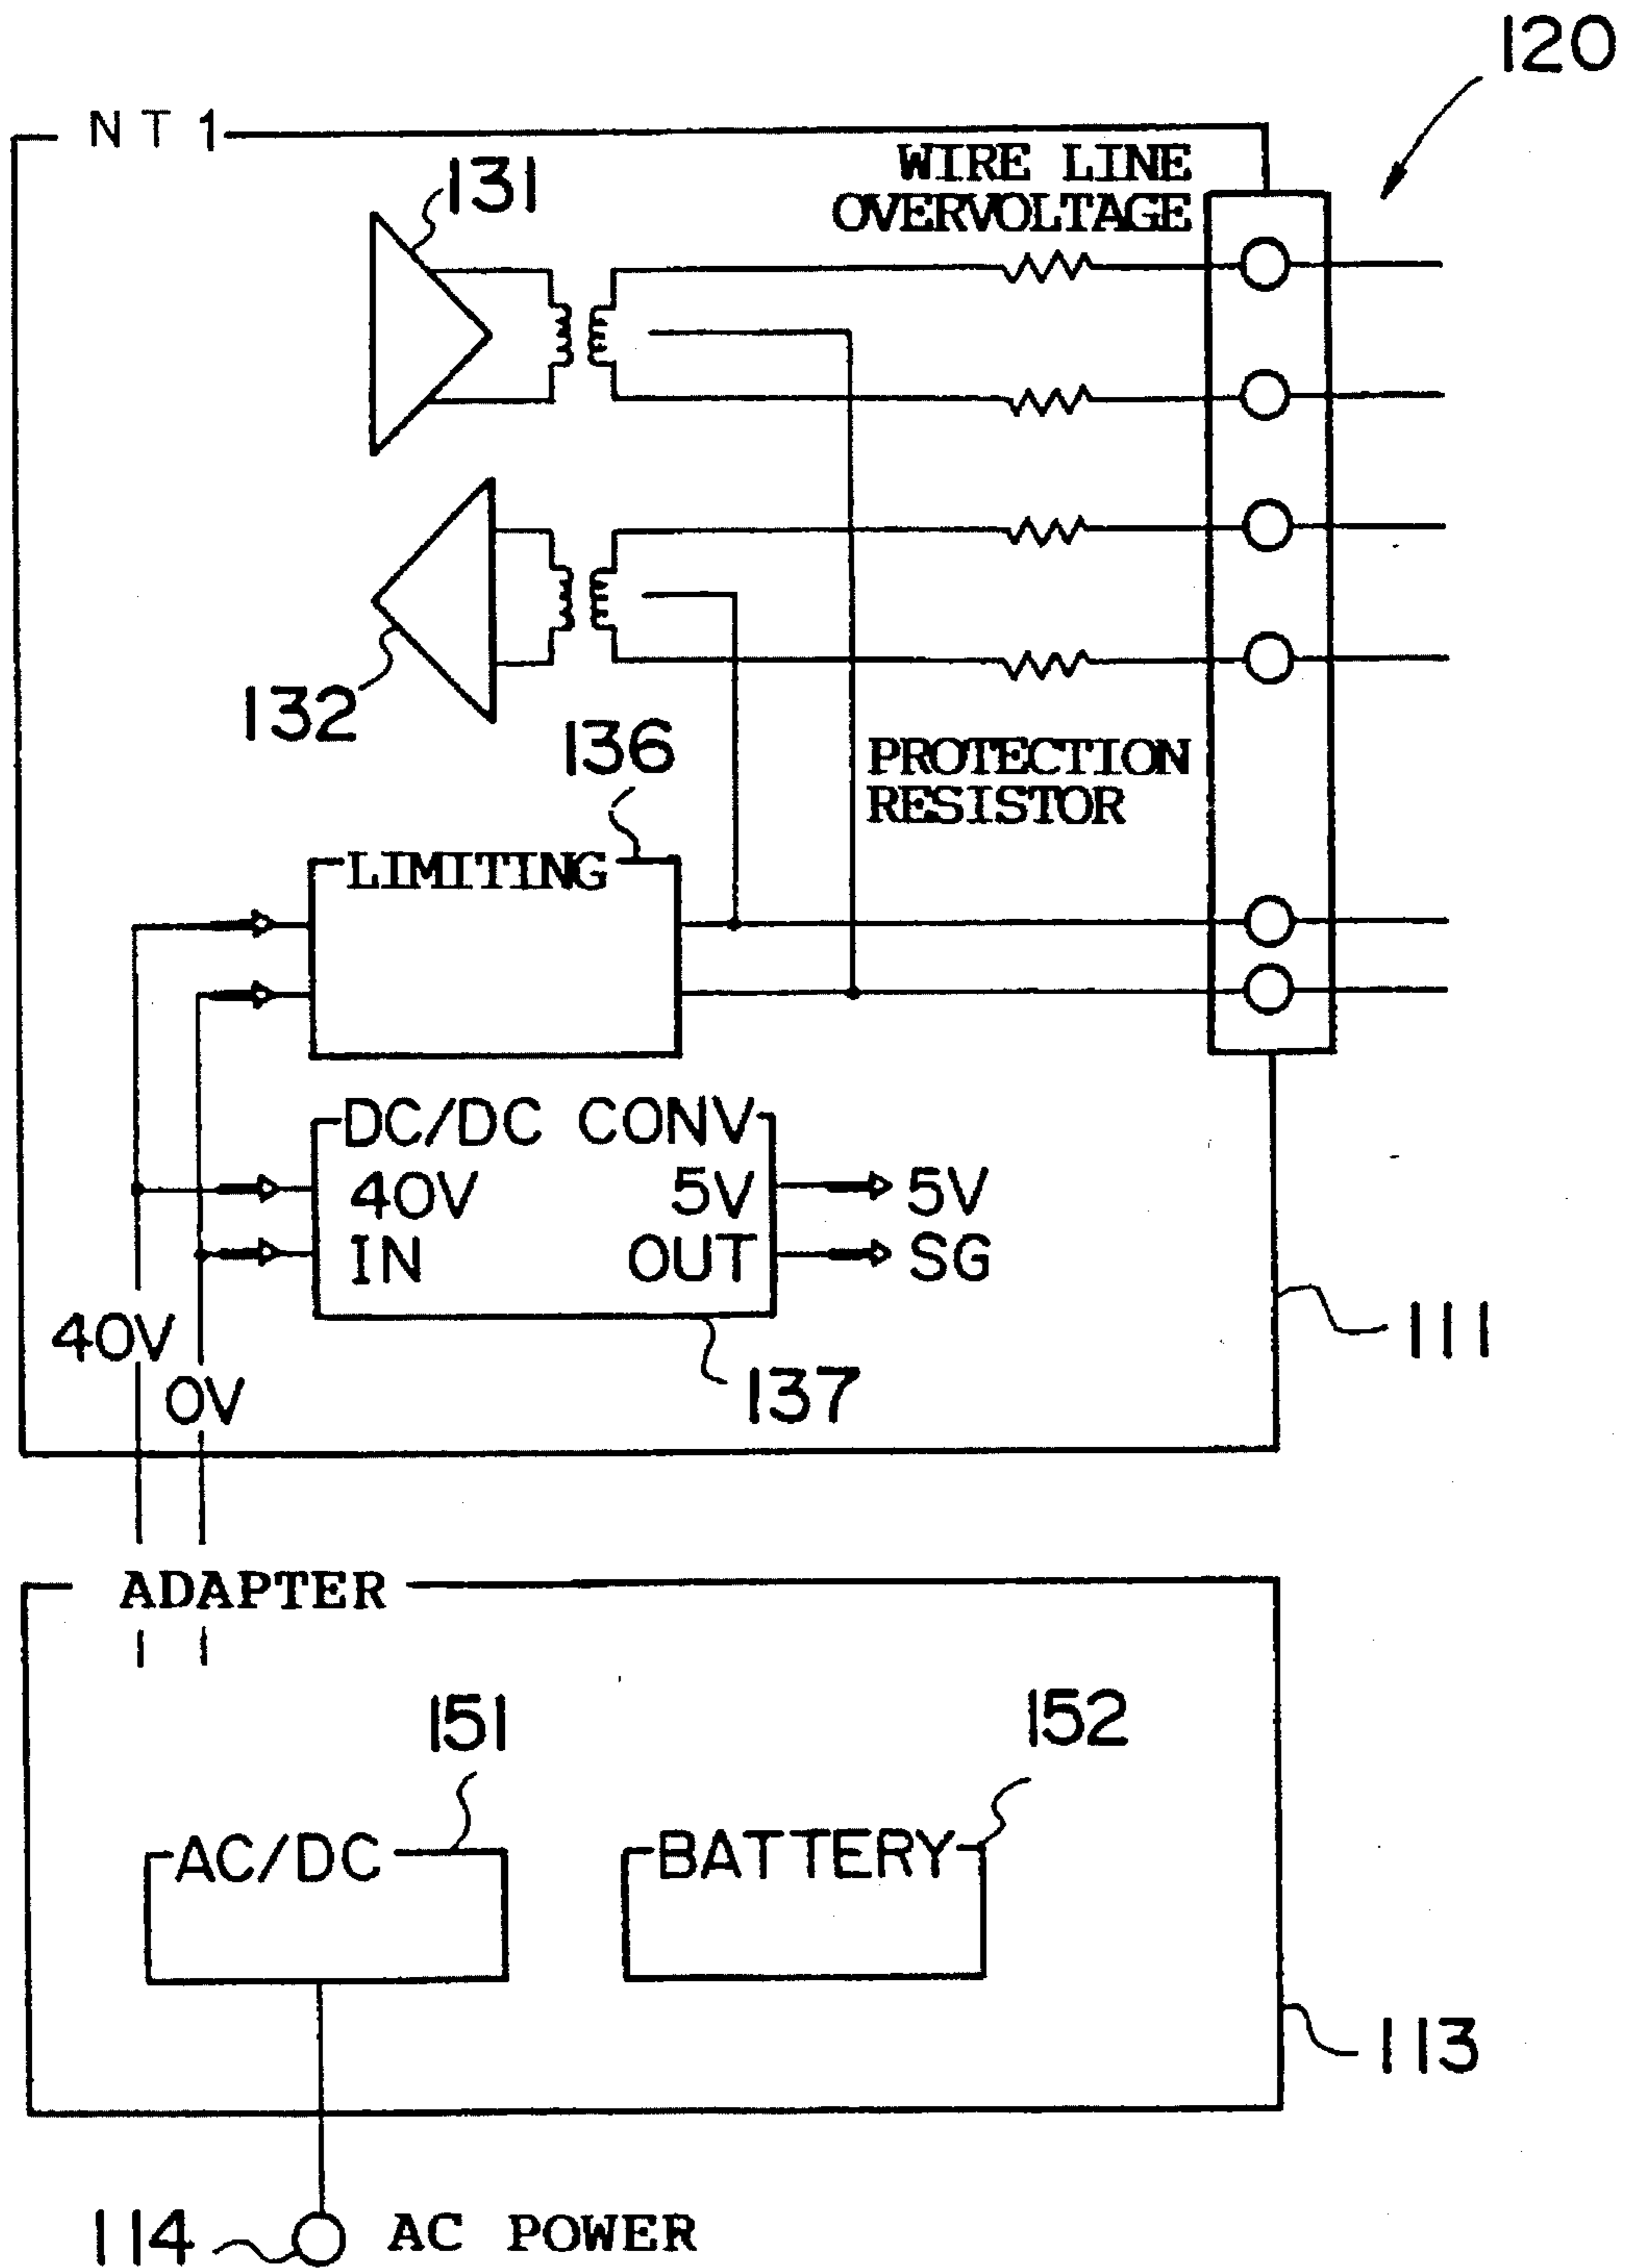 120
NT1
131
WIRE LINE
OVERVOLTAGE
132
136
PROTECTION
RESISTOR
LIMITING
DC/DC CONV
40V 5V
IN OUT
5V
SG
40V
0V
137
111
ADAPTER
151
152
AC/DC
BATTERY
113
114
AC POWER